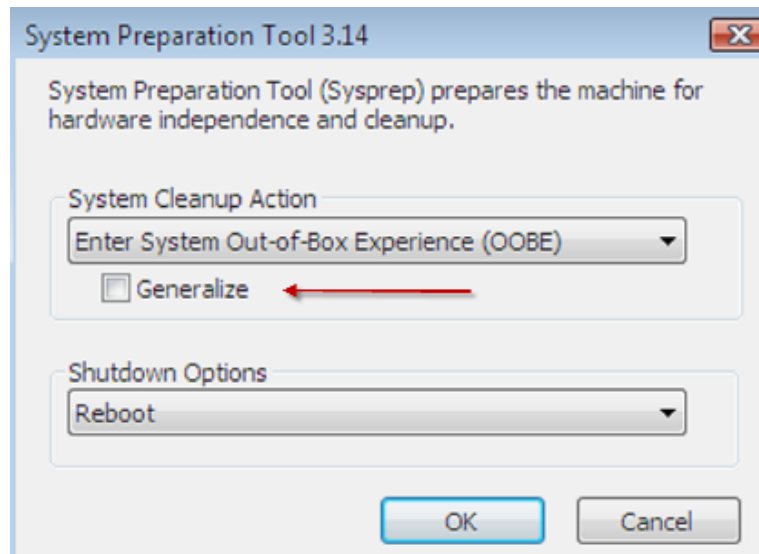 System Preparation Tool 3.14
System Preparation Tool (Sysprep) prepares the machine for
hardware independence and cleanup.
System Cleanup Action
Enter System Out-of-Box Experience (OOBE)
Generalize
Shutdown Options
Reboot
OK
Cancel